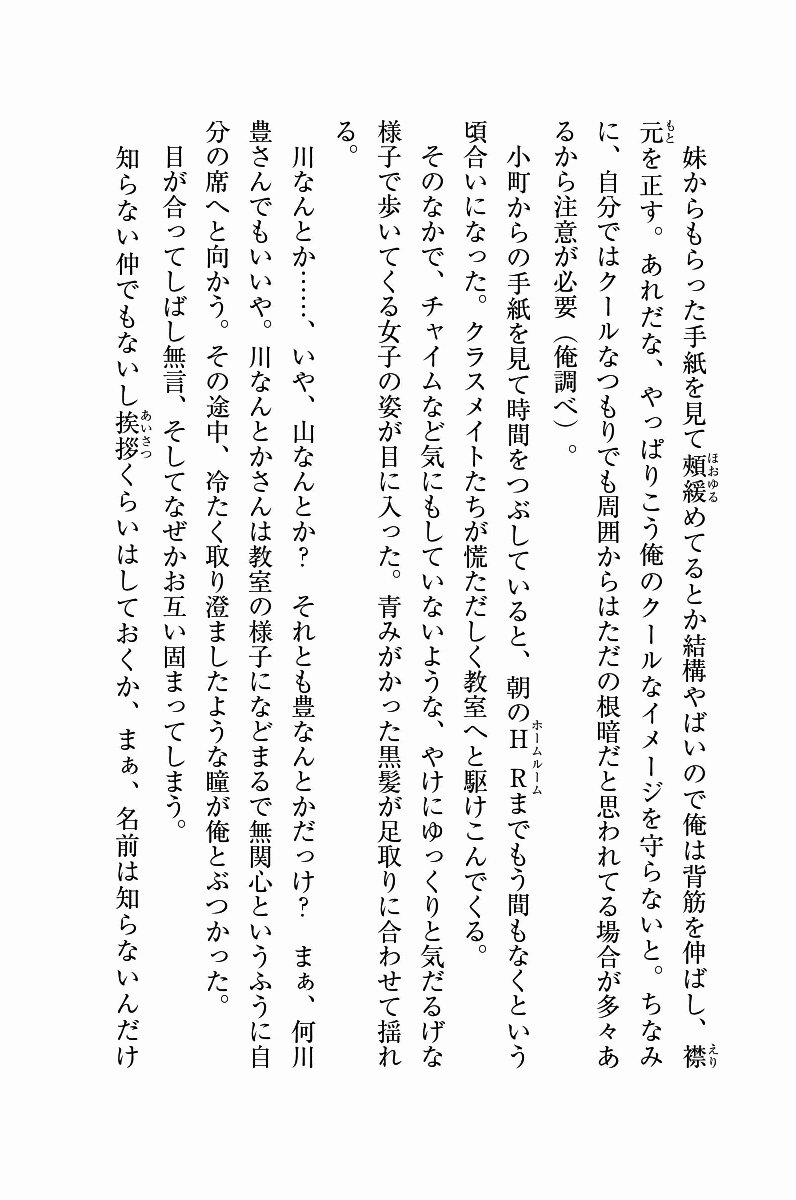 妹からもらった手紙を見て頰緩めてるとか結構やばいので俺は背筋を伸ばし、襟
元を正す。あれだな、やっぱりこう俺のクールなイメージを守らないと。ちなみ
に、自分ではクールなつもりでも周囲からはただの根暗だと思われてる場合が多々あ
るから注意が必要（俺調べ）。
小町からの手紙を見て時間をつぶしていると、朝のＨＲまでもう間もなくという
頃合いになった。クラスメイトたちが慌ただしく教室へと駆けこんでくる。
そのなかで、チャイムなど気にもしていないような、やけにゆっくりと気だるげな
様子で歩いてくる女子の姿が目に入った。青みがかった黒髪が足取りに合わせて揺れ
る。
川なんとか……、いや、山なんとか？　それとも豊なんとかだっけ？　まぁ、何川
豊さんでもいいや。川なんとかさんは教室の様子になどまるで無関心というふうに自
分の席へと向かう。その途中、冷たく取り澄ましたような瞳が俺とぶつかった。
目が合ってしばし無言、そしてなぜかお互い固まってしまう。
知らない仲でもないし挨拶くらいはしておくか、まぁ、名前は知らないんだけ